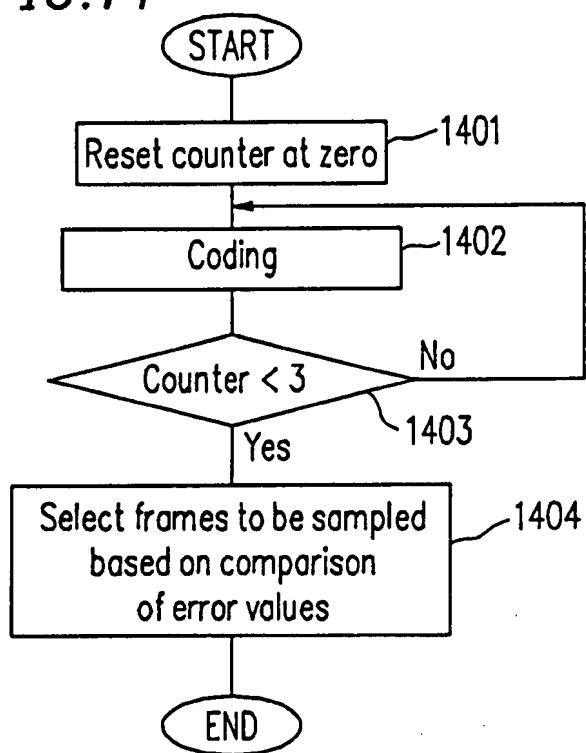 START
Reset counter at zero
1401
Coding
1402
Counter < 3
No
1403
Yes
Select frames to be sampled
based on comparison
of error values
1404
END